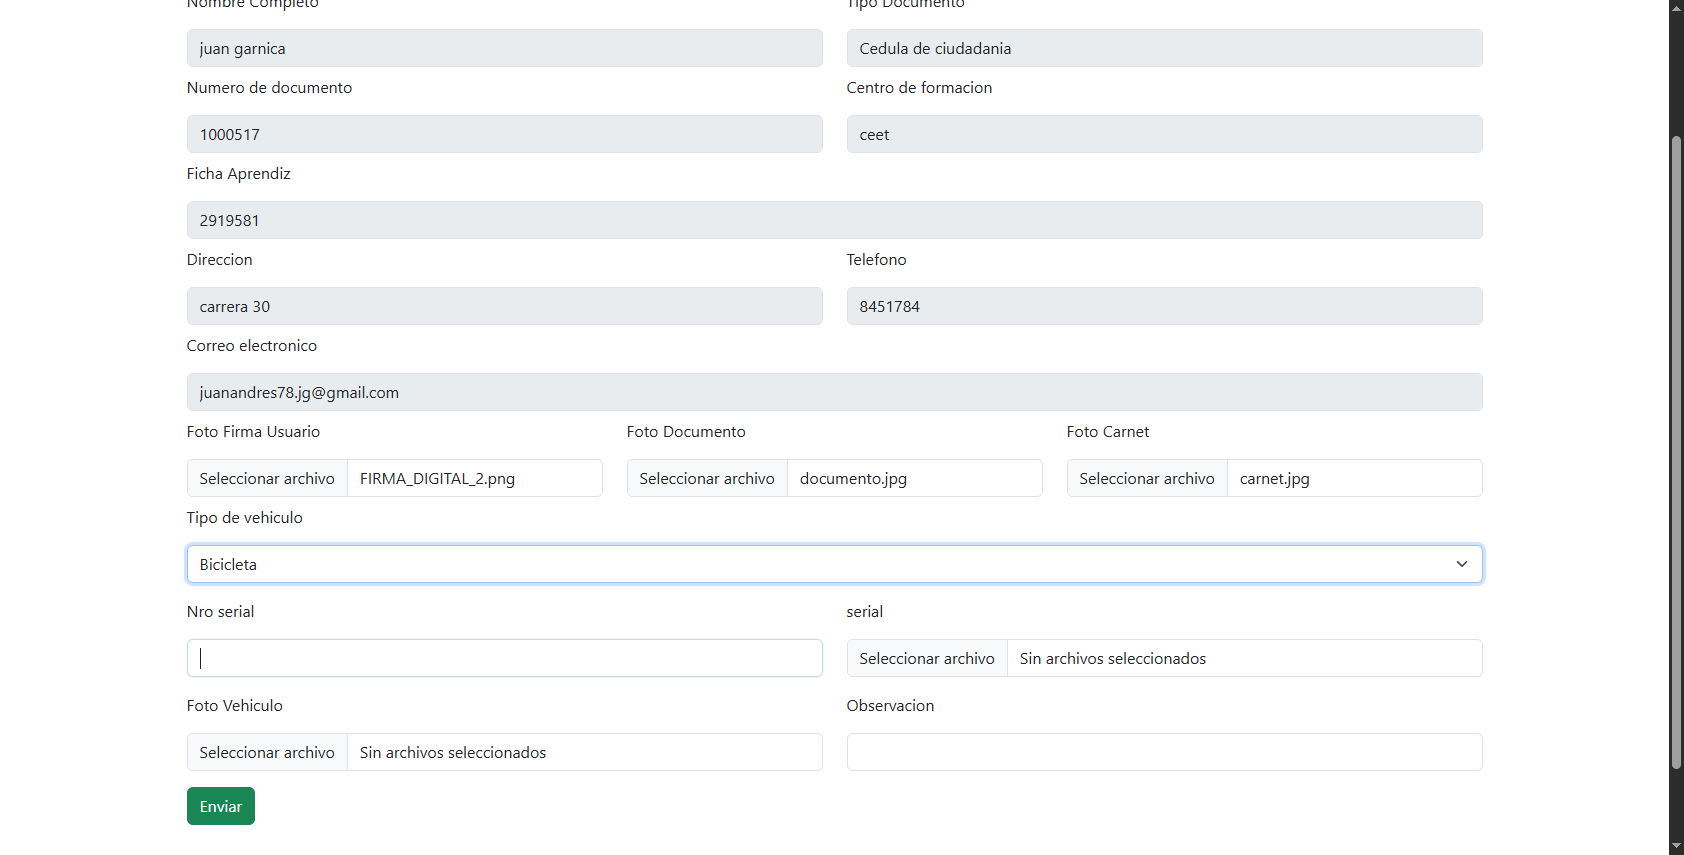 Nombre Completo
Tipo Documento
juan garnica
Cedula de ciudadania
Numero de documento
Centro de formacion
1000517
ceet
Ficha Aprendiz
2919581
Direccion
Telefono
carrera 30
8451784
Correo electronico
juanandres78.jg@gmail.com
Foto Firma Usuario
Foto Documento
Foto Carnet
Seleccionar archivo FIRMA_DIGITAL_2.png
Seleccionar archivo documento.jpg
Seleccionar archivo carnet.jpg
Tipo de vehiculo
Bicicleta
Nro serial
serial
Seleccionar archivo Sin archivos seleccionados
Foto Vehiculo
Observacion
Seleccionar archivo Sin archivos seleccionados
Enviar